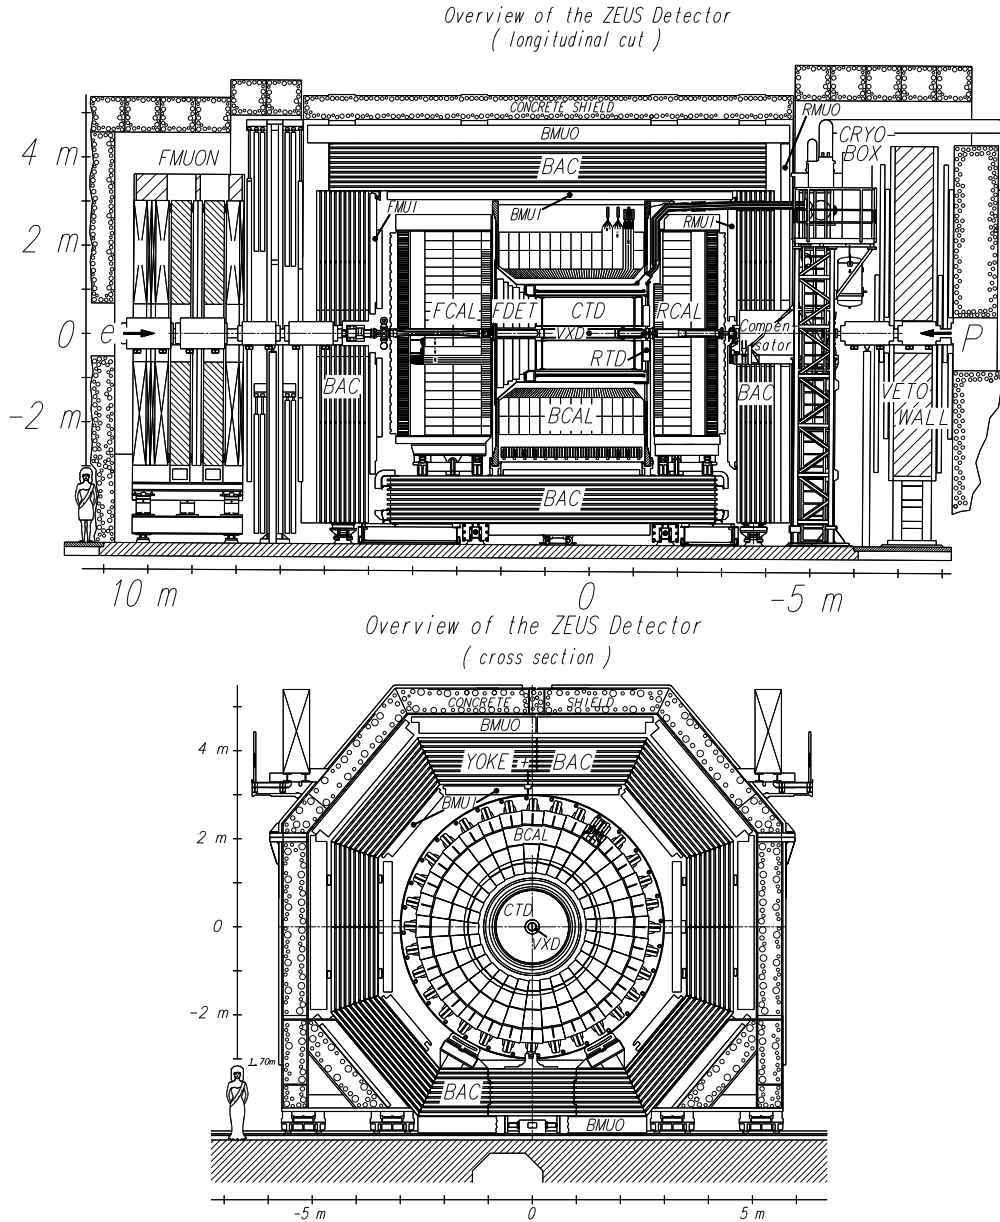 Overview of the ZEUS Detector
( longitudinal cut )
CONCRETE SHIELD
RMUO
BMUO
CRYO-
BOX
4 m
FMUON
BAC
FMUI
BMUI
RMUI
2 m
FCAL
FDET
CTD
RCAL
0 e
VXD
Compen-
sator
P
RTD
BAC
BAC
VETO
WALL
-2 m
BCAL
BAC
10 m
0
-5 m
Overview of the ZEUS Detector
( cross section )
CONCRETE SHIELD
BMUO
4 m
YOKE + BAC
BMUI
2 m
BCAL
CTD
0
VXD
-2 m
1.70m
BAC
BMUO
-5 m
0
5 m